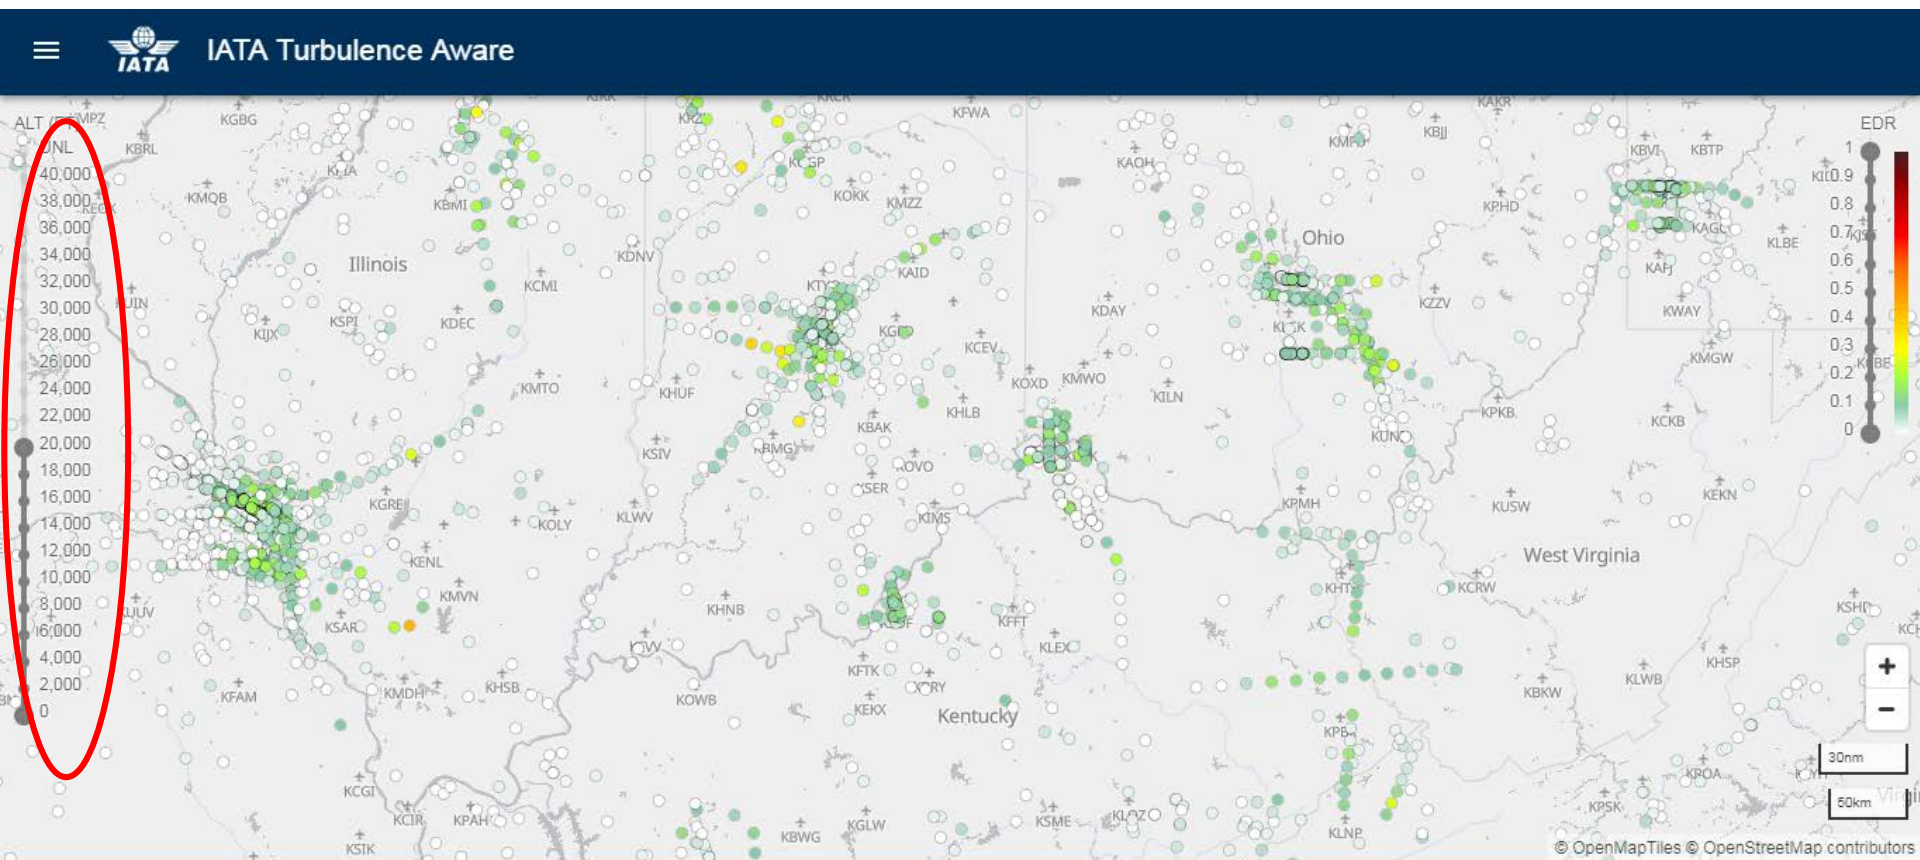 IATA
IATA Turbulence Aware
ALT
KMPZ
KGBG
KBRL
UNL
KMQB
KBMI
Illinois
KCMI
KDNV
KIJX
KSPI
KDEC
KMTO
KHUF
KSIV
KBMG
KGRE
KENL
KOLY
KLWV
KMVN
KSAR
KHNB
KFAM
KMDH
KHSB
KOWB
KCGI
KCIR
KPAH
KSIK
KFWA
KOKK
KMZZ
KAID
KCEV
KBAK
KHLB
KOVO
KSER
KIMS
KFFT
KLEX
KFTK
KEKX
Kentucky
KBWG
KGLW
KSME
KAOH
KMFD
KBJJ
KAKR
KPHD
Ohio
KDAY
KZZV
KOXD
KMWO
KILN
KPKB
KUNI
KPMH
KUSW
KHTS
KCRW
West Virginia
KBKW
KLWB
KHSP
KLNP
KPSK
KBVI
KBTP
KLBE
KAFJ
KWAY
KMGW
KCKB
KEKN
40,000
38,000
36,000
34,000
32,000
30,000
28,000
26,000
24,000
22,000
20,000
18,000
16,000
14,000
12,000
10,000
8,000
6,000
4,000
2,000
0
EDR
1
0.9
0.8
0.7
0.6
0.5
0.4
0.3
0.2
0.1
0
+
−
30nm
50km
© OpenMapTiles © OpenStreetMap contributors